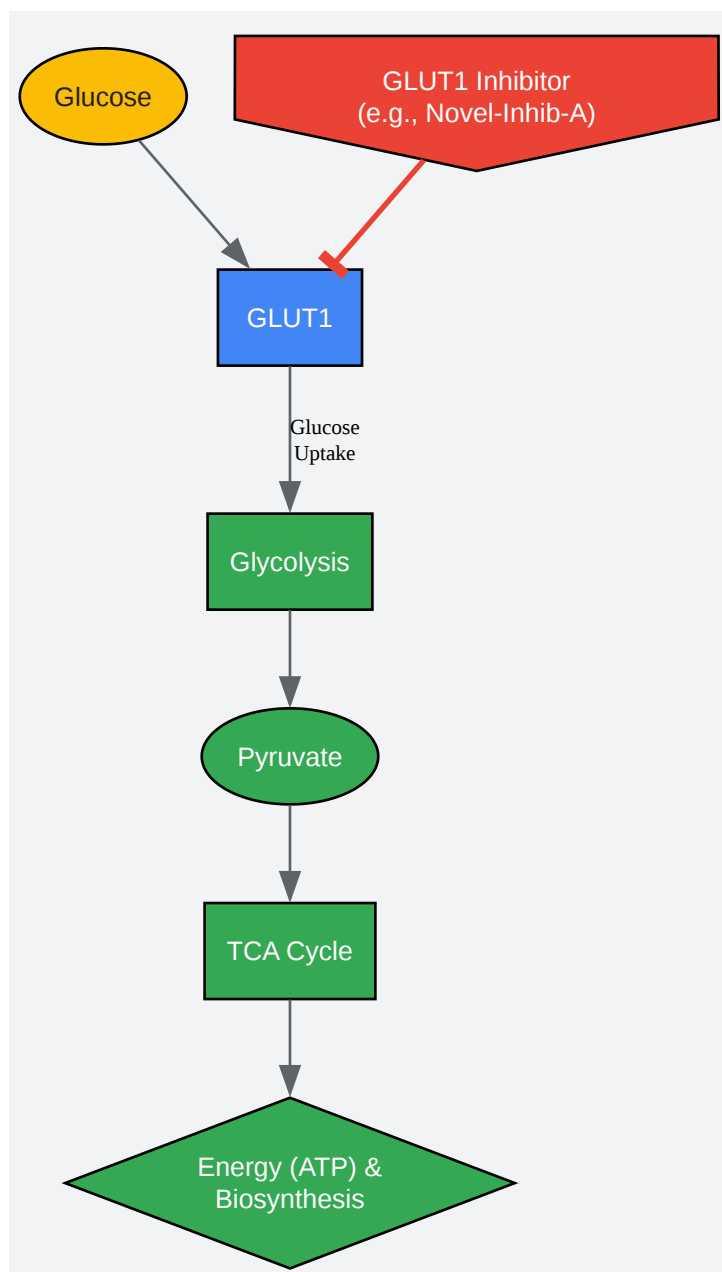 Glucose
GLUT1 Inhibitor
(e.g., Novel-Inhib-A)
GLUT1
Glucose
Uptake
Glycolysis
Pyruvate
TCA Cycle
Energy (ATP) &
Biosynthesis